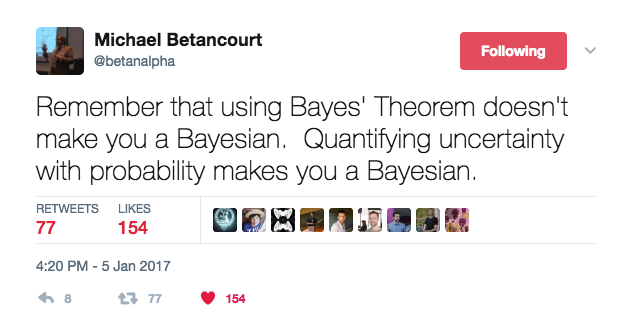 Michael Betancourt
@betanalpha
Following
Remember that using Bayes' Theorem doesn't
make you a Bayesian.  Quantifying uncertainty
with probability makes you a Bayesian.
RETWEETS LIKES
77 154
4:20 PM - 5 Jan 2017
8 77 154